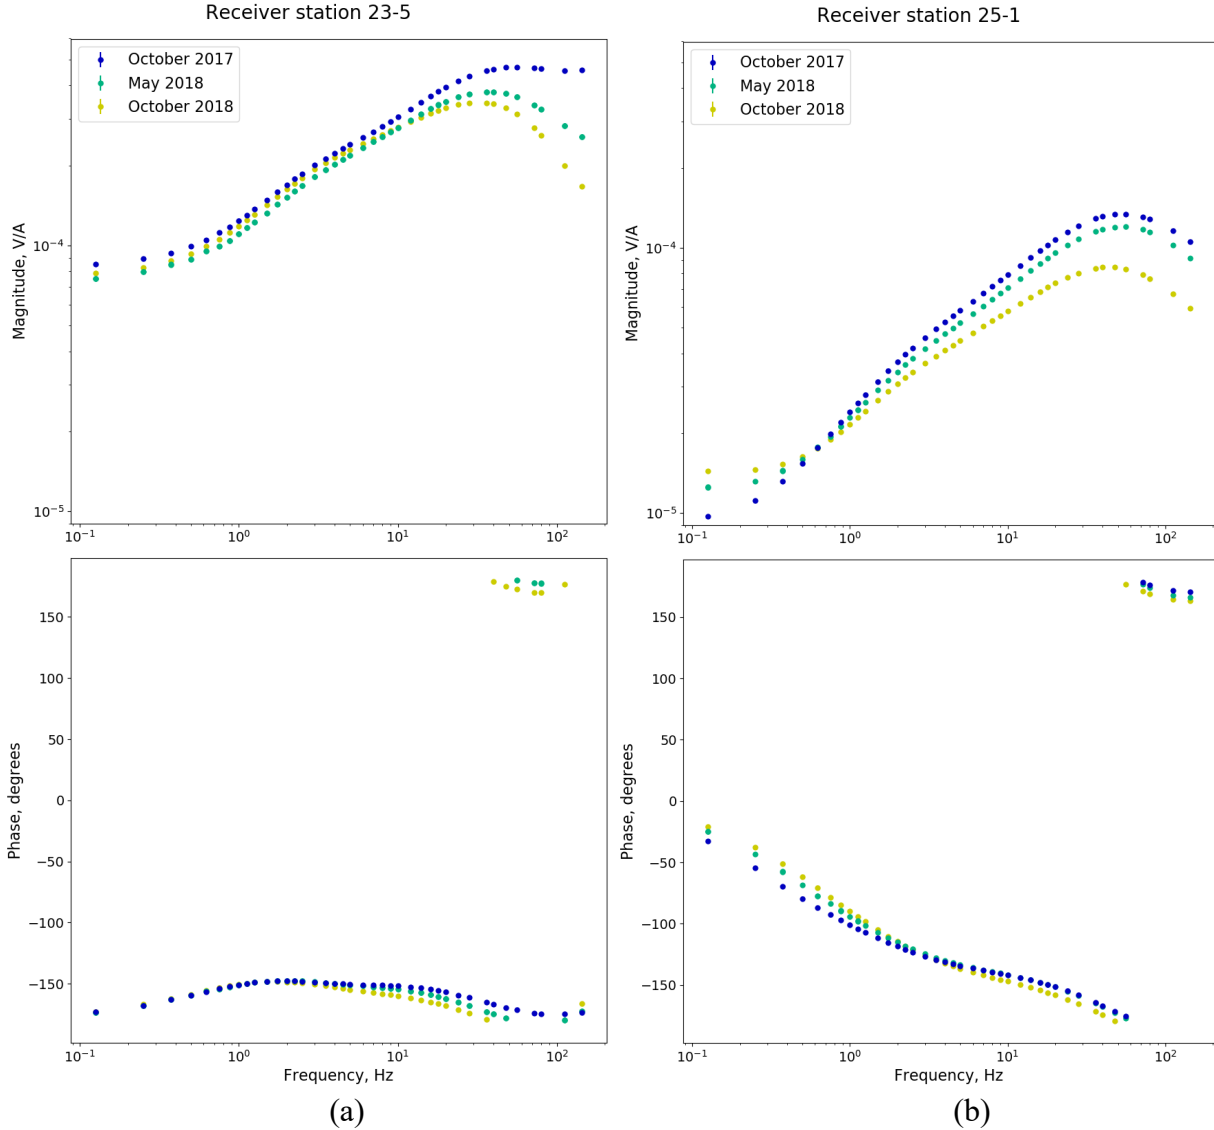 Receiver station 23-5
October 2017
May 2018
October 2018
Magnitude, V/A
10⁻⁴
10⁻⁵
10⁻¹ 10⁰ 10¹ 10²
Phase, degrees
150
100
50
0
−50
−100
−150
10⁻¹ 10⁰ 10¹ 10²
Frequency, Hz
(a)
Receiver station 25-1
October 2017
May 2018
October 2018
Magnitude, V/A
10⁻⁴
10⁻⁵
10⁻¹ 10⁰ 10¹ 10²
Phase, degrees
150
100
50
0
−50
−100
−150
10⁻¹ 10⁰ 10¹ 10²
Frequency, Hz
(b)